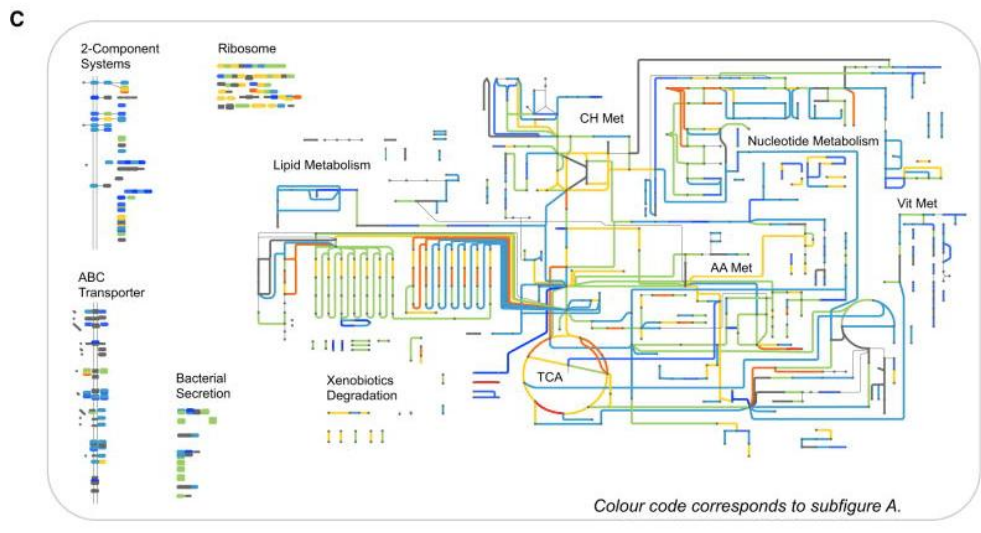 C
2-Component
Systems
Ribosome
CH Met
Nucleotide Metabolism
Lipid Metabolism
Vit Met
AA Met
ABC
Transporter
Bacterial
Secretion
Xenobiotics
Degradation
TCA
Colour code corresponds to subfigure A.